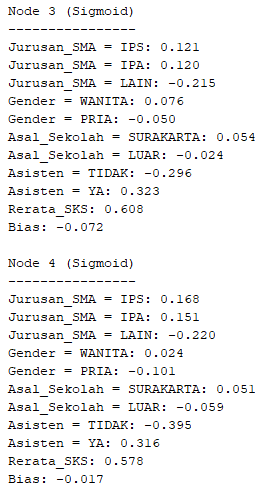 Node 3 (Sigmoid)
----------------
Jurusan_SMA = IPS: 0.121
Jurusan_SMA = IPA: 0.120
Jurusan_SMA = LAIN: -0.215
Gender = WANITA: 0.076
Gender = PRIA: -0.050
Asal_Sekolah = SURAKARTA: 0.054
Asal_Sekolah = LUAR: -0.024
Asisten = TIDAK: -0.296
Asisten = YA: 0.323
Rerata_SKS: 0.608
Bias: -0.072

Node 4 (Sigmoid)
----------------
Jurusan_SMA = IPS: 0.168
Jurusan_SMA = IPA: 0.151
Jurusan_SMA = LAIN: -0.220
Gender = WANITA: 0.024
Gender = PRIA: -0.101
Asal_Sekolah = SURAKARTA: 0.051
Asal_Sekolah = LUAR: -0.059
Asisten = TIDAK: -0.395
Asisten = YA: 0.316
Rerata_SKS: 0.578
Bias: -0.017